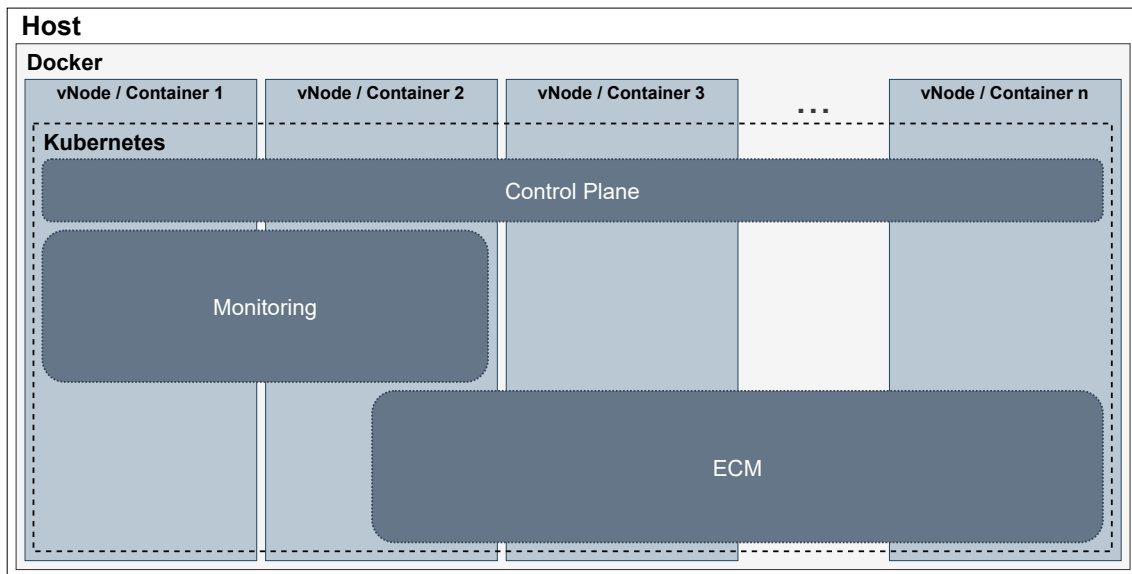 Host
Docker
vNode / Container 1
vNode / Container 2
vNode / Container 3
...
vNode / Container n
Kubernetes
Control Plane
Monitoring
ECM